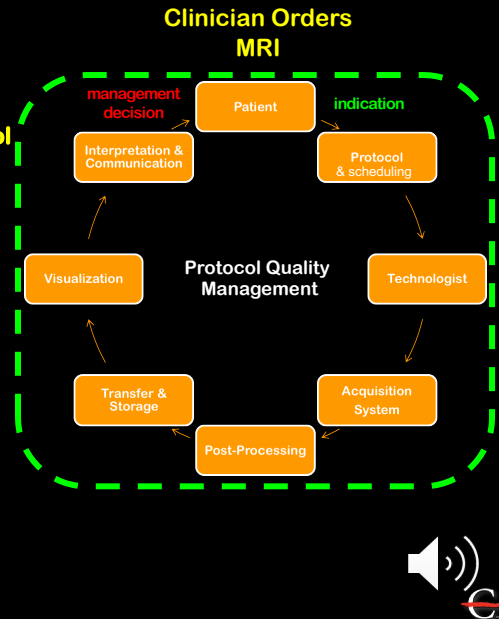 Clinician Orders
MRI
management
decision
Patient
indication
ol
Interpretation &
Communication
Protocol
& scheduling
Visualization
Protocol Quality
Management
Technologist
Transfer &
Storage
Acquisition
System
Post-Processing
C